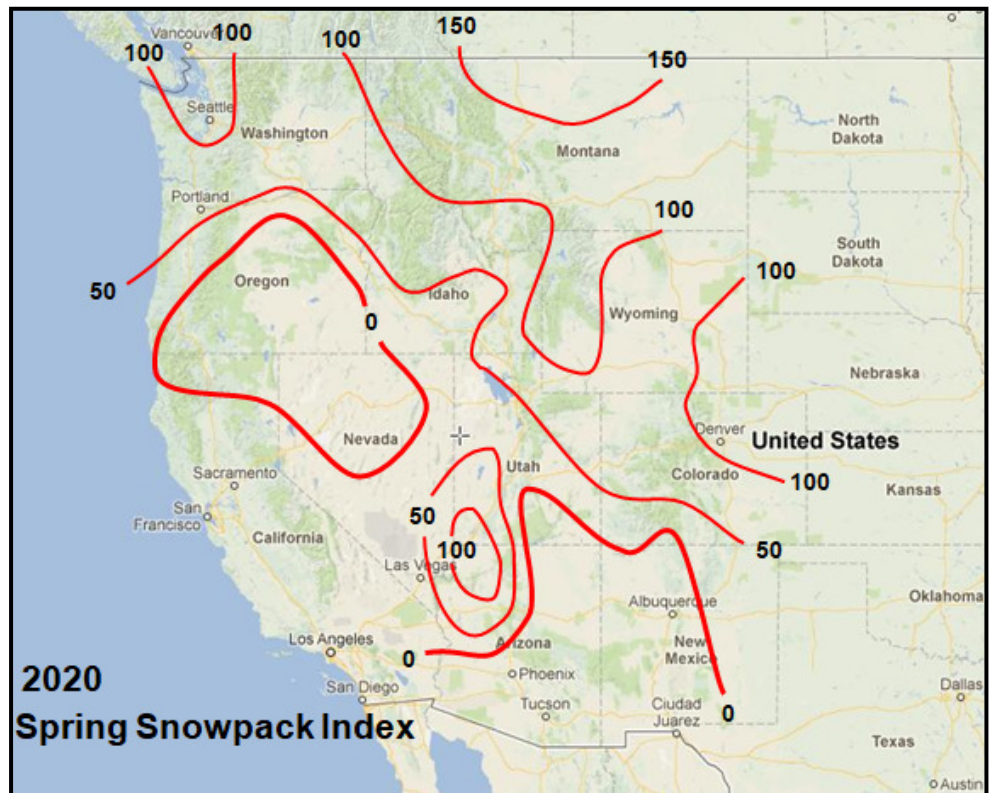 150
100
Vancouver
100
100
150
Seattle
Washington
North
Dakota
Montana
Portland
100
South
Dakota
100
50
Oregon
Idaho
Wyoming
0
Nebraska
Denver
Nevada
United States
Utah
Colorado
Sacramento
100
Kansas
San
Francisco
50
California
100
50
Las Vegas
Albuquerque
Oklahoma
Los Angeles
Arizona
New
Mexico
0
Phoenix
2020
San Diego
Dallas
Tucson
Ciudad
Juarez
0
Spring Snowpack Index
Texas
Austin